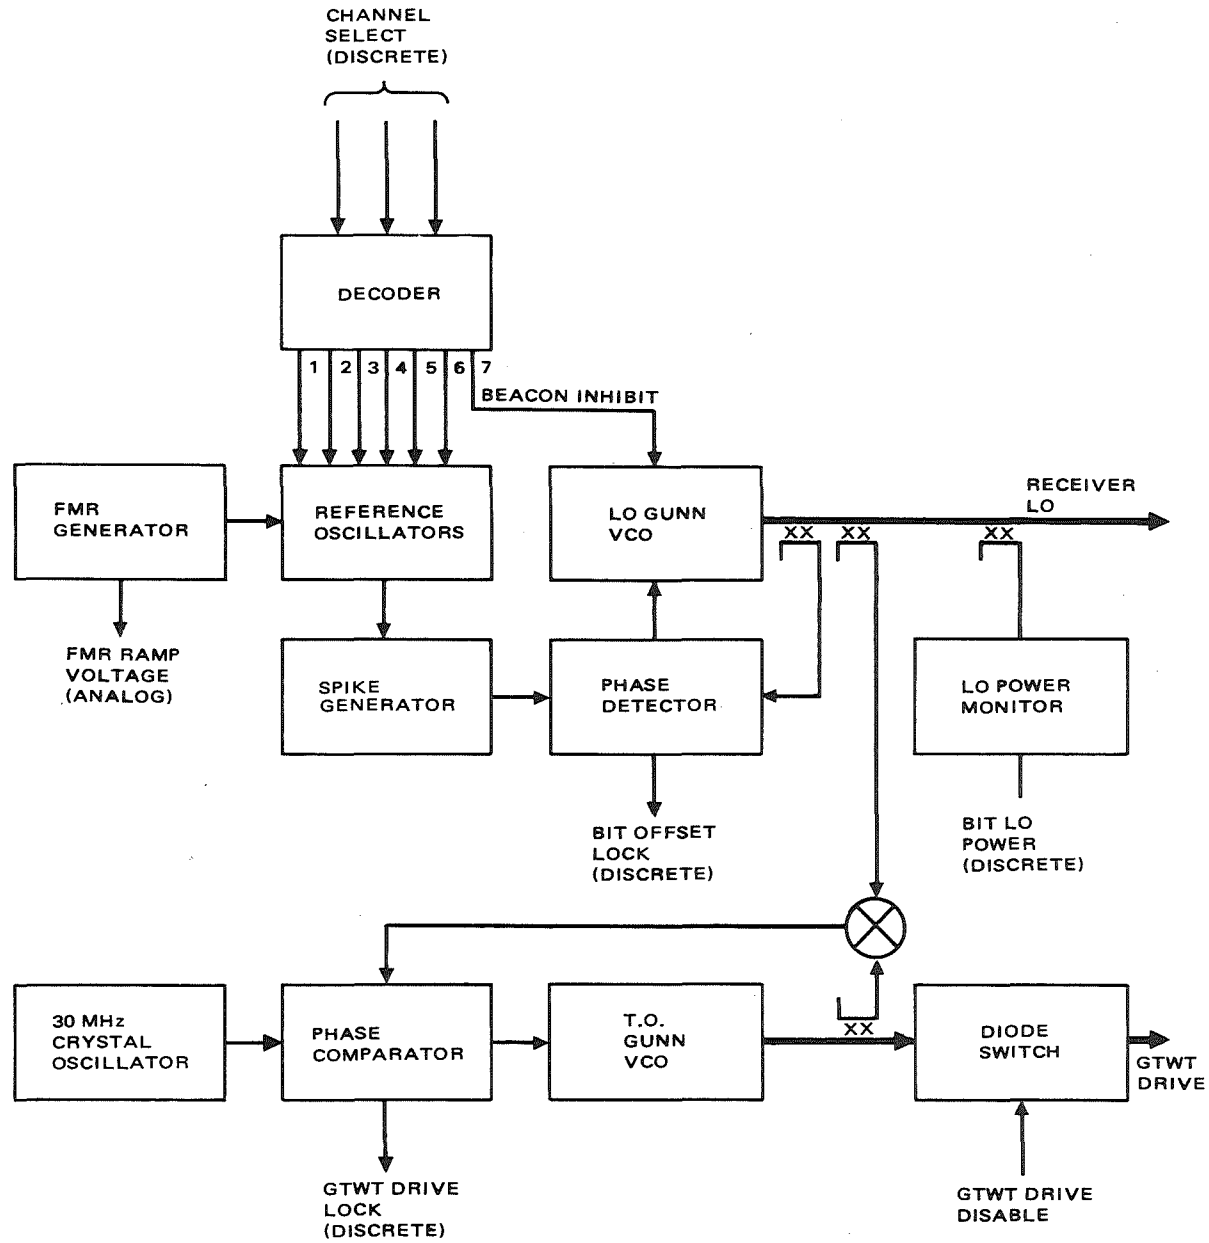 CHANNEL
SELECT
(DISCRETE)
DECODER
1 2 3 4 5 6 7
BEACON INHIBIT
FMR
GENERATOR
REFERENCE
OSCILLATORS
LO GUNN
VCO
RECEIVER
LO
XX XX XX
FMR RAMP
VOLTAGE
(ANALOG)
SPIKE
GENERATOR
PHASE
DETECTOR
LO POWER
MONITOR
BIT OFFSET
LOCK
(DISCRETE)
BIT LO
POWER
(DISCRETE)
30 MHz
CRYSTAL
OSCILLATOR
PHASE
COMPARATOR
T.O.
GUNN
VCO
XX
DIODE
SWITCH
GTWT
DRIVE
GTWT DRIVE
LOCK
(DISCRETE)
GTWT DRIVE
DISABLE